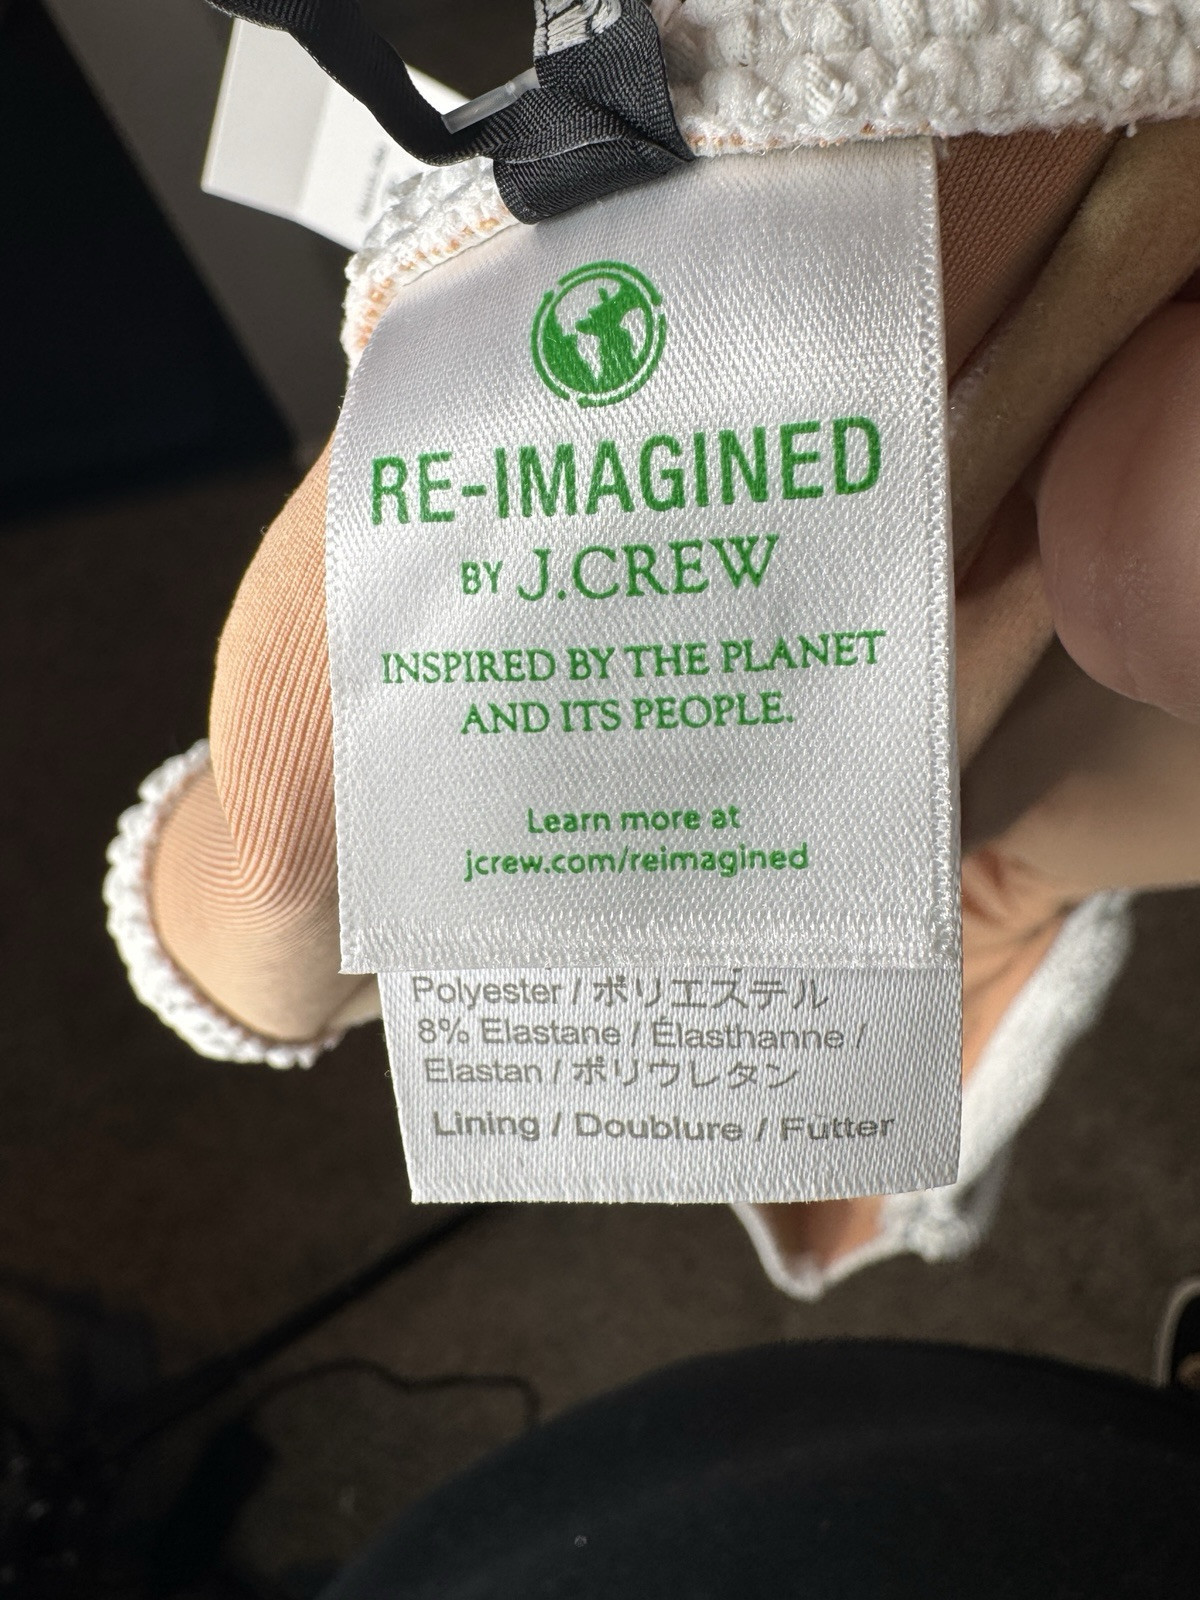 RE-IMAGINED
BY J.CREW
INSPIRED BY THE PLANET
AND ITS PEOPLE.
Learn more at
jcrew.com/reimagined
Polyester / ポリエステル
8% Elastane / Élasthanne /
Elastan / ポリウレタン
Lining / Doublure / Futter